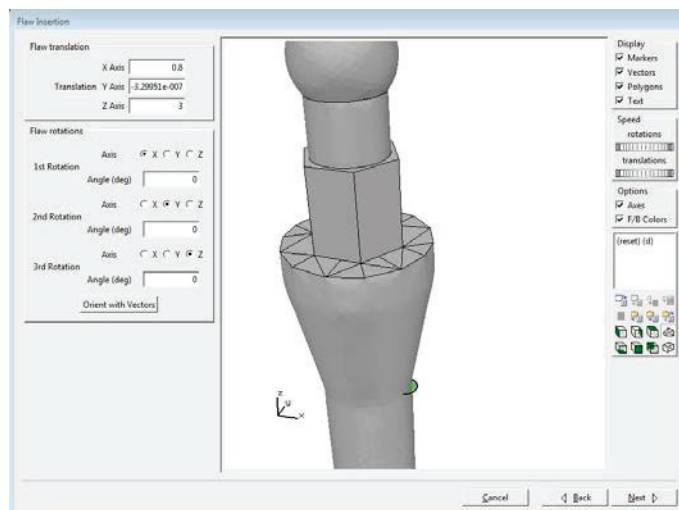 Flaw Insertion
Flaw translation
X Axis 0.8
Translation Y Axis -3.29951e-007
Z Axis 3
Flaw rotations
Axis X Y Z
1st Rotation
Angle (deg) 0
Axis X Y Z
2nd Rotation
Angle (deg) 0
Axis X Y Z
3rd Rotation
Angle (deg) 0
Orient with Vectors
z
y
x
Display
Markers
Vectors
Polygons
Text
Speed
rotations
translations
Options
Axes
F/B Colors
(reset) (d)
Cancel
Back
Next